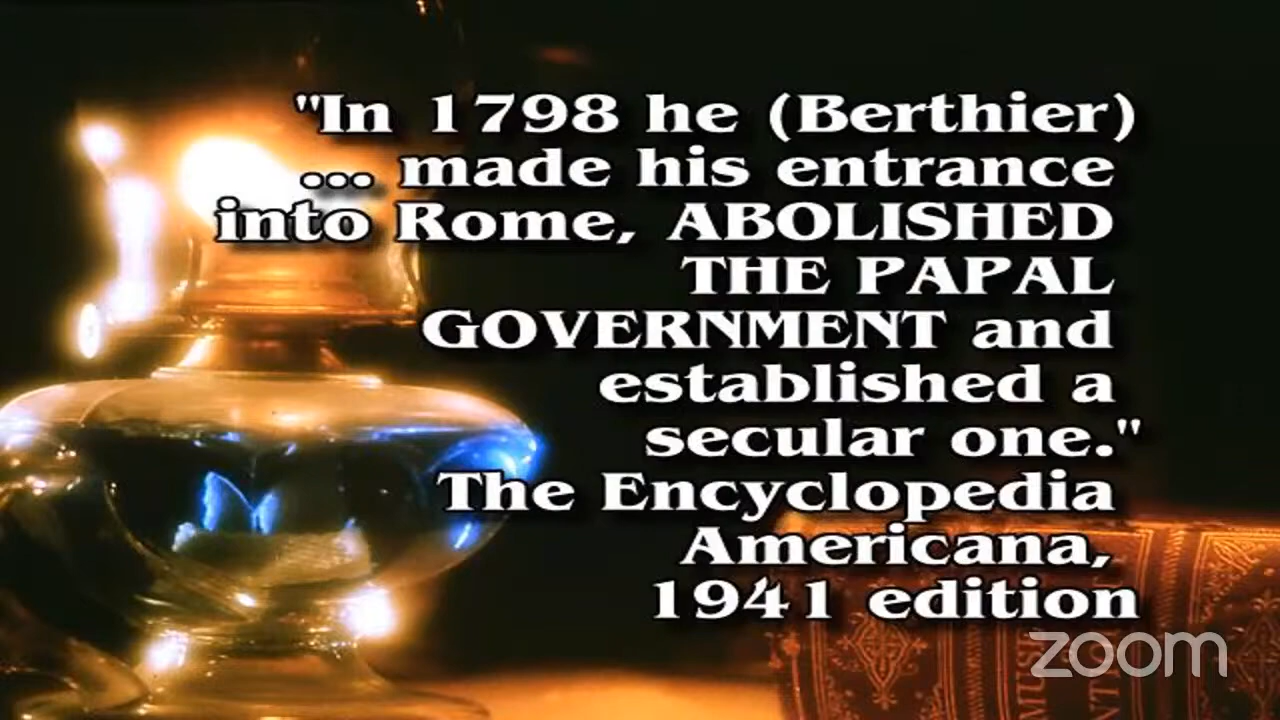 "In 1798 he (Berthier)
... made his entrance
into Rome, ABOLISHED
THE PAPAL
GOVERNMENT and
established a
secular one."
The Encyclopedia
Americana,
1941 edition
zoom